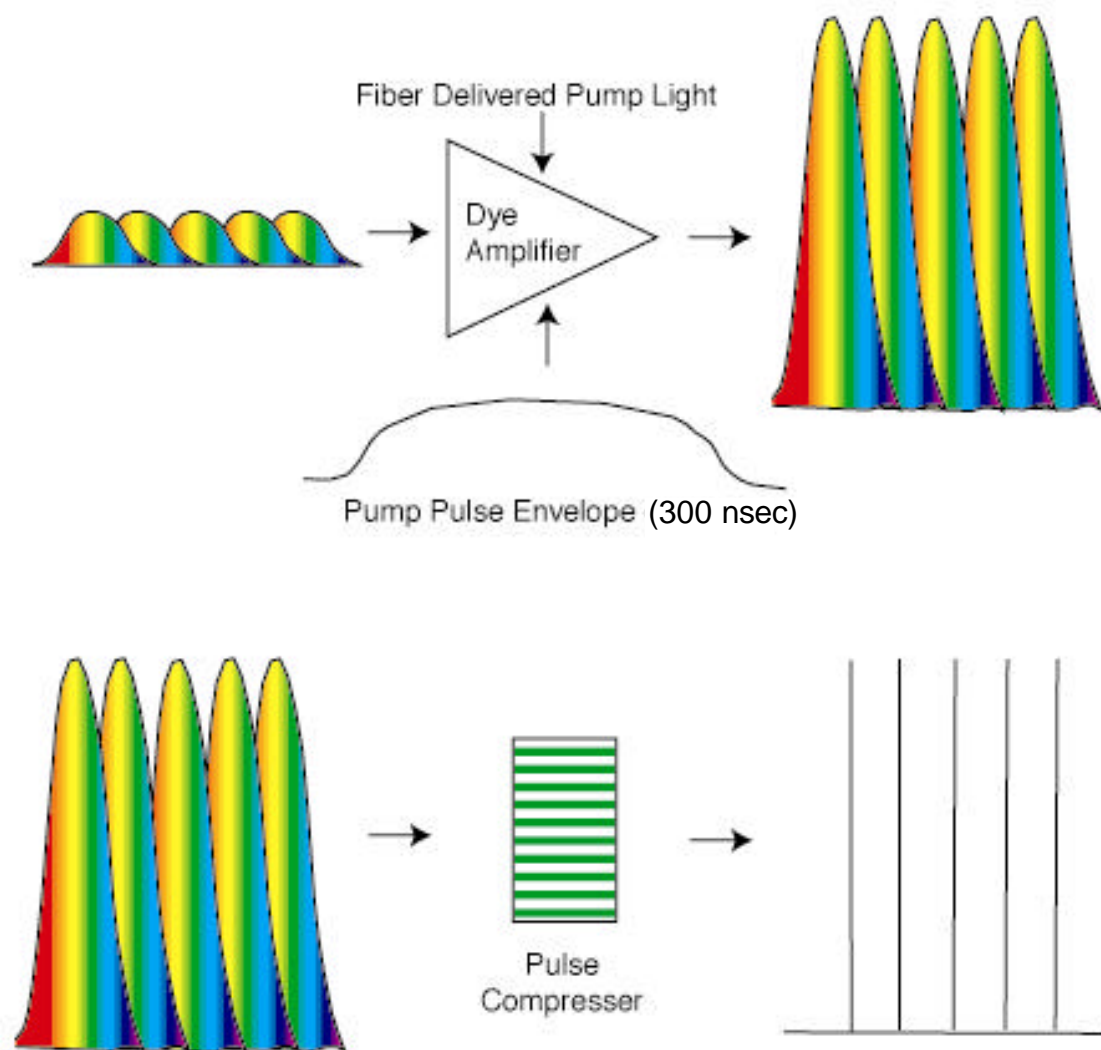 Fiber Delivered Pump Light
Dye
Amplifier
Pump Pulse Envelope (300 nsec)
Pulse
Compresser